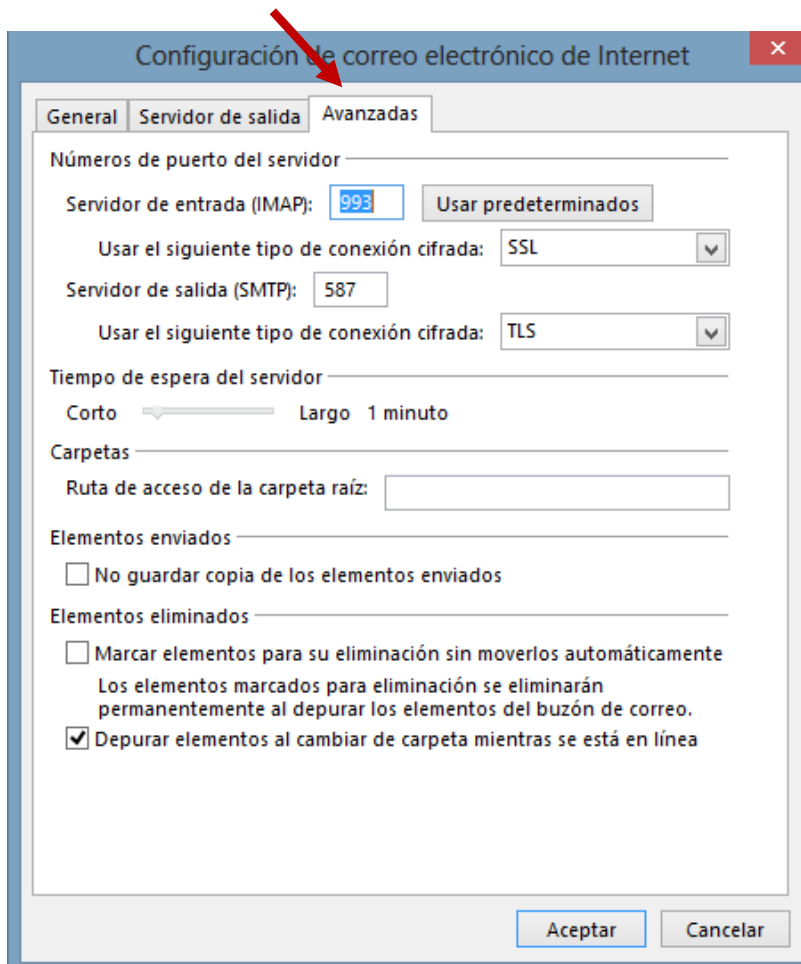 Configuración de correo electrónico de Internet
General Servidor de salida Avanzadas
Números de puerto del servidor
Servidor de entrada (IMAP): 993 Usar predeterminados
Usar el siguiente tipo de conexión cifrada: SSL
Servidor de salida (SMTP): 587
Usar el siguiente tipo de conexión cifrada: TLS
Tiempo de espera del servidor
Corto Largo 1 minuto
Carpetas
Ruta de acceso de la carpeta raíz:
Elementos enviados
No guardar copia de los elementos enviados
Elementos eliminados
Marcar elementos para su eliminación sin moverlos automáticamente
Los elementos marcados para eliminación se eliminarán
permanentemente al depurar los elementos del buzón de correo.
Depurar elementos al cambiar de carpeta mientras se está en línea
Aceptar Cancelar